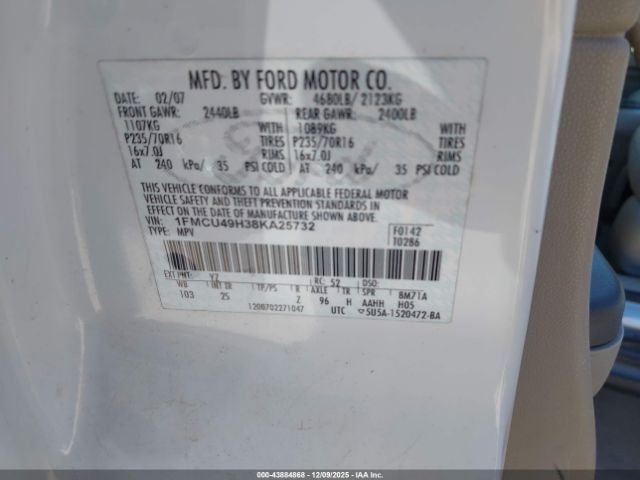 MFD. BY FORD MOTOR CO.
DATE: 02/07 GVWR: 4680LB/ 2123KG
FRONT GAWR: 2440LB REAR GAWR: 2400LB
1107KG WITH 1089KG WITH
P235/70R16 TIRES P235/70R16 TIRES
16x7.0J RIMS 16x7.0J RIMS
AT 240 kPa/ 35 PSI COLD AT 240 kPa/ 35 PSI COLD
THIS VEHICLE CONFORMS TO ALL APPLICABLE FEDERAL MOTOR
VEHICLE SAFETY AND THEFT PREVENTION STANDARDS IN
EFFECT ON THE DATE OF MANUFACTURE SHOWN ABOVE.
VIN: 1FMCU49H38KA25732 F0142
TYPE: MPV T0286
EXT PNT: YZ RC: 52 DSO:
WB INT TR TP/PS R AXLE TR SPR BM71A
103 25 Z 96 H AAHH H05
1200702271047 UTC 5U5A-1520472-BA
000-43884868 12/09/2025 IAA Inc.